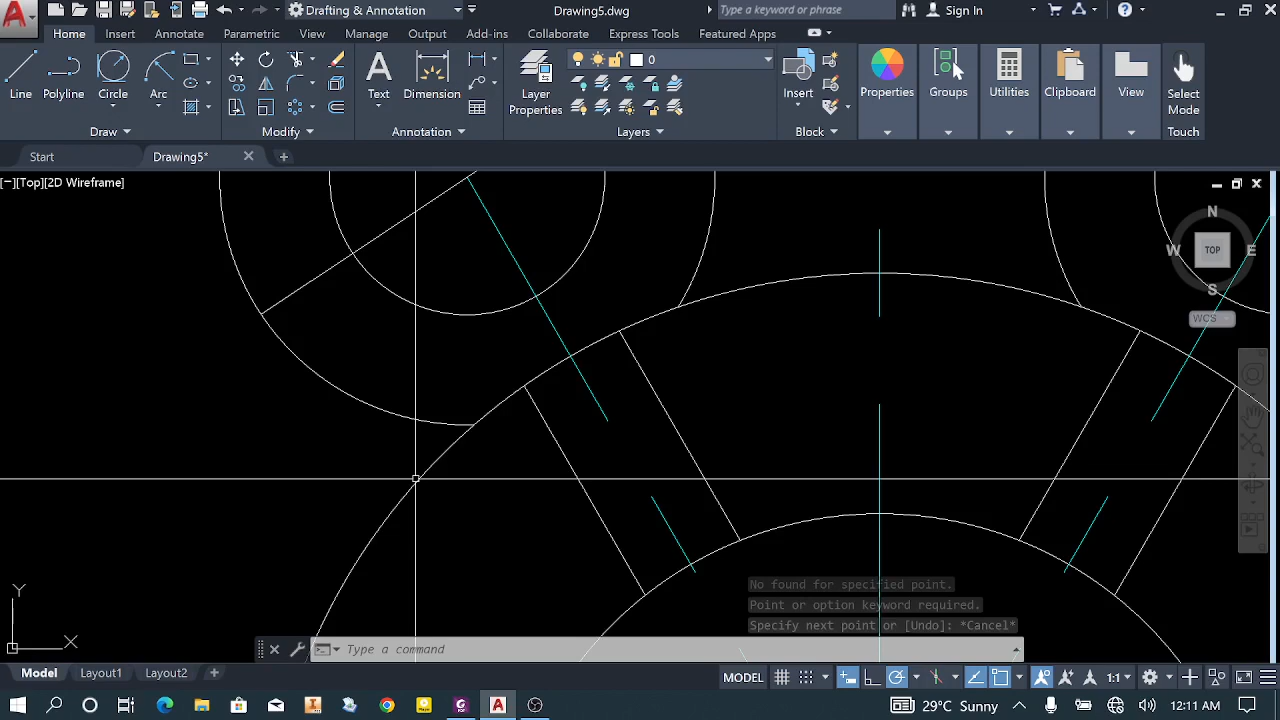 Drafting & Annotation
Drawing5.dwg
Type a keyword or phrase
Sign In
Home
Insert
Annotate
Parametric
View
Manage
Output
Add-ins
Collaborate
Express Tools
Featured Apps
0
Line
Polyline
Circle
Arc
Text
Dimension
Layer
Properties
Insert
Properties
Groups
Utilities
Clipboard
View
Select
Mode
Draw
Modify
Annotation
Layers
Block
Touch
Start
Drawing5*
[−][Top][2D Wireframe]
N
W
TOP
E
S
WCS
No found for specified point.
Point or option keyword required.
Specify next point or [Undo]: *Cancel*
Y
X
Type a command
Model
Layout1
Layout2
MODEL
1:1
29°C Sunny
12:11 AM